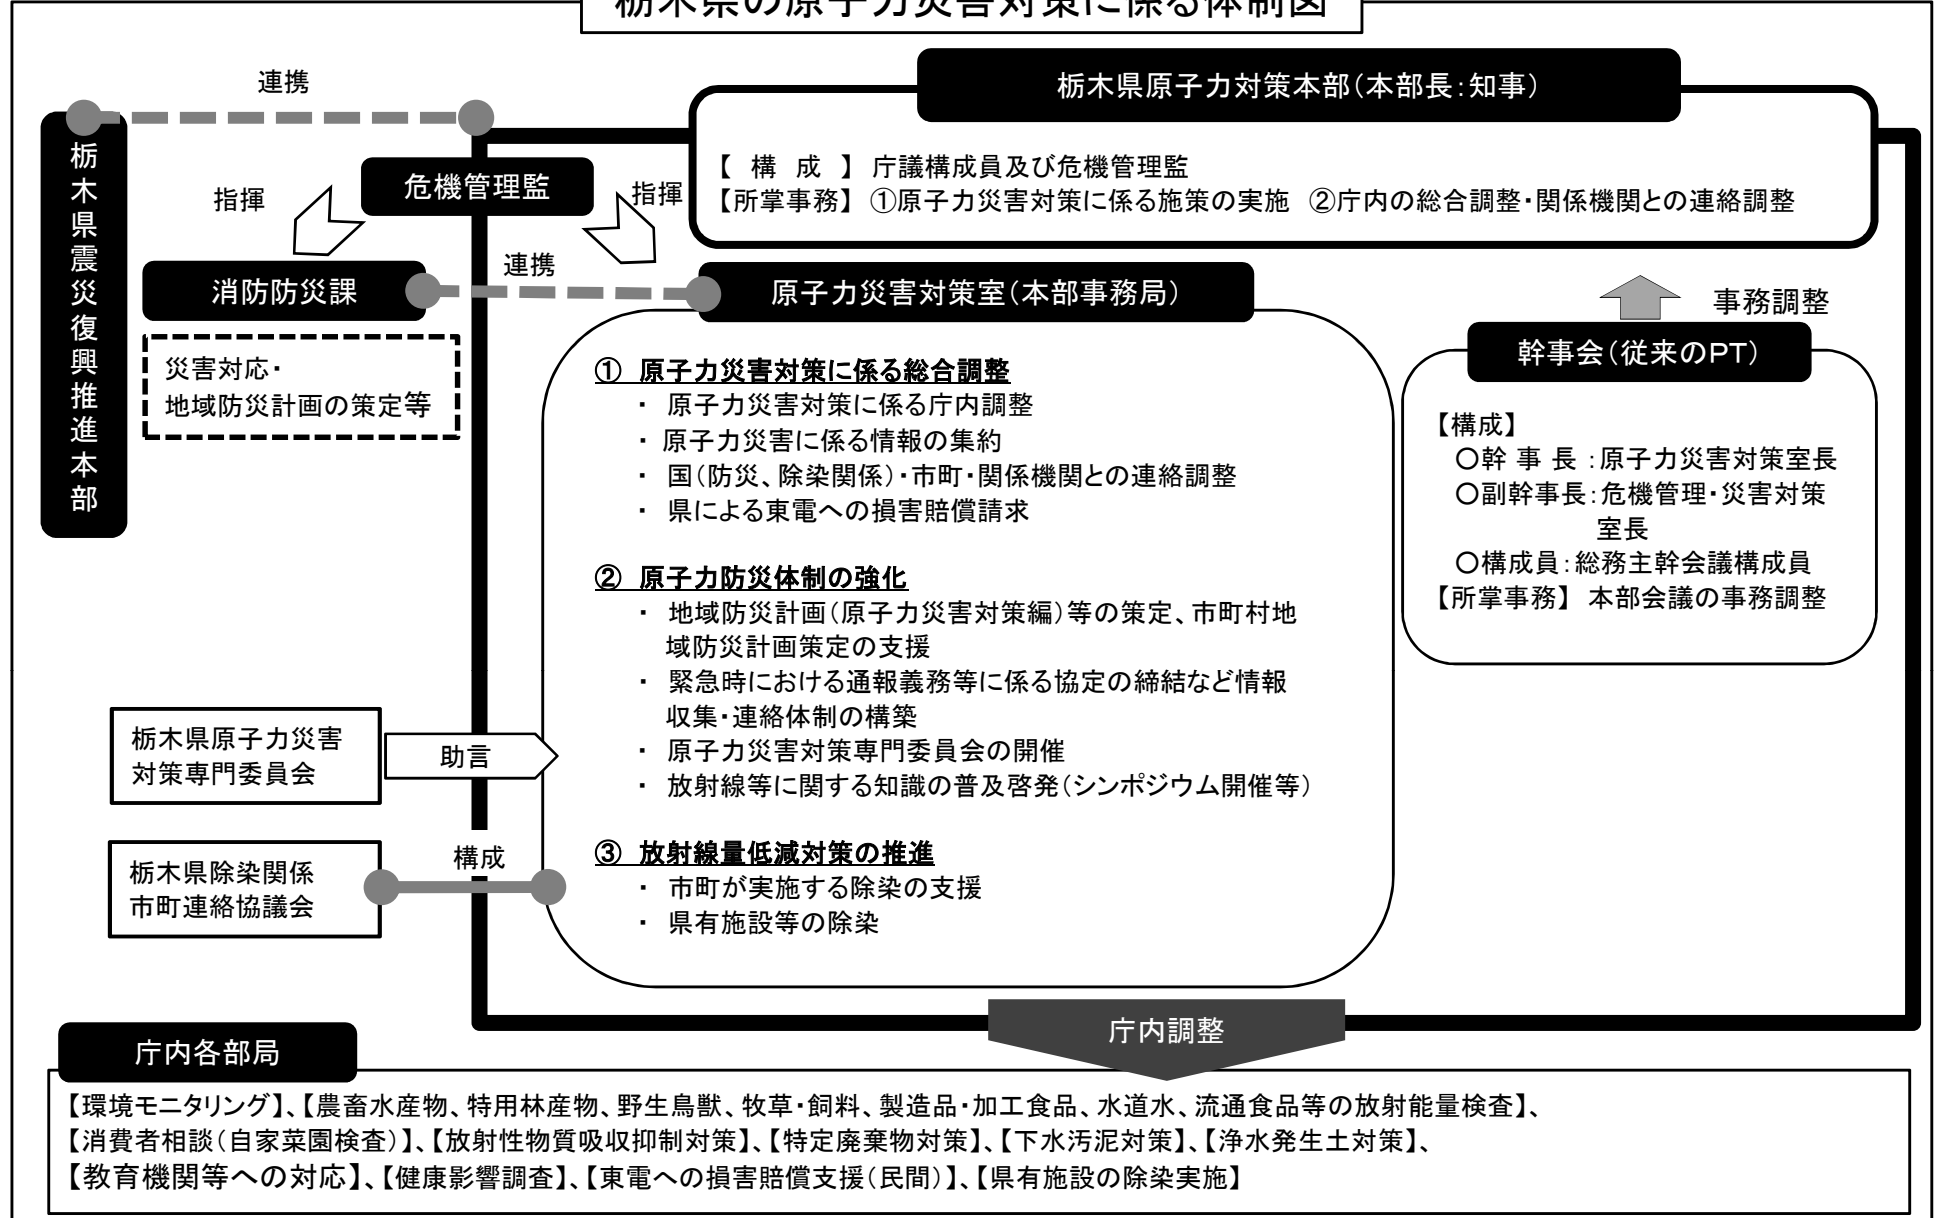 栃木県の原子力災害対策に係る体制図
連携
栃木県原子力対策本部(本部長:知事)
【 構 成 】 庁議構成員及び危機管理監
【所掌事務】 ①原子力災害対策に係る施策の実施 ②庁内の総合調整・関係機関との連絡調整
栃木県震災復興推進本部
危機管理監
指揮
指揮
消防防災課
連携
原子力災害対策室(本部事務局)
災害対応・
地域防災計画の策定等
① 原子力災害対策に係る総合調整
・ 原子力災害対策に係る庁内調整
・ 原子力災害に係る情報の集約
・ 国(防災、除染関係)・市町・関係機関との連絡調整
・ 県による東電への損害賠償請求
② 原子力防災体制の強化
・ 地域防災計画(原子力災害対策編)等の策定、市町村地
域防災計画策定の支援
・ 緊急時における通報義務等に係る協定の締結など情報
収集・連絡体制の構築
・ 原子力災害対策専門委員会の開催
・ 放射線等に関する知識の普及啓発(シンポジウム開催等)
③ 放射線量低減対策の推進
・ 市町が実施する除染の支援
・ 県有施設等の除染
事務調整
幹事会(従来のPT)
【構成】
〇幹 事 長 :原子力災害対策室長
〇副幹事長:危機管理・災害対策
室長
〇構成員:総務主幹会議構成員
【所掌事務】 本部会議の事務調整
栃木県原子力災害
対策専門委員会
助言
栃木県除染関係
市町連絡協議会
構成
庁内調整
庁内各部局
【環境モニタリング】、【農畜水産物、特用林産物、野生鳥獣、牧草・飼料、製造品・加工食品、水道水、流通食品等の放射能量検査】、
【消費者相談(自家菜園検査)】、【放射性物質吸収抑制対策】、【特定廃棄物対策】、【下水汚泥対策】、【浄水発生土対策】、
【教育機関等への対応】、【健康影響調査】、【東電への損害賠償支援(民間)】、【県有施設の除染実施】